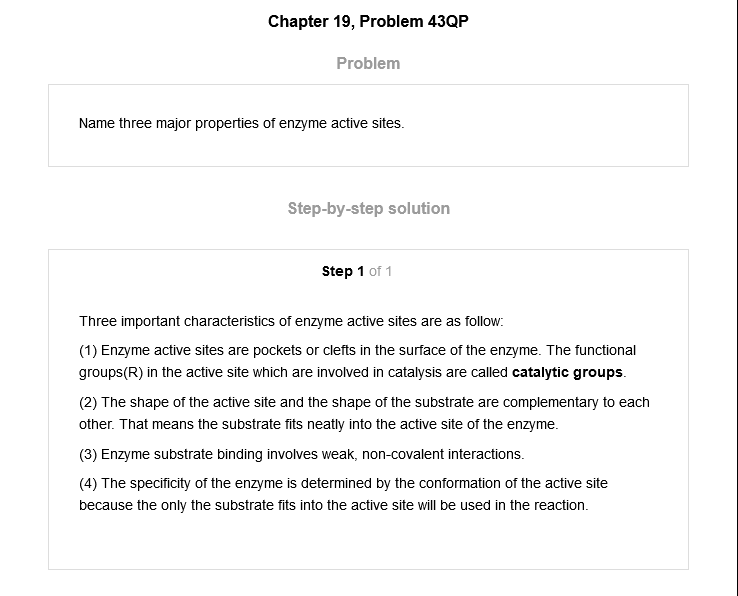 Chapter 19, Problem 43QP
Problem
Name three major properties of enzyme active sites.
Step-by-step solution
Step 1 of 1
Three important characteristics of enzyme active sites are as follow:
(1) Enzyme active sites are pockets or clefts in the surface of the enzyme. The functional
groups(R) in the active site which are involved in catalysis are called catalytic groups.
(2) The shape of the active site and the shape of the substrate are complementary to each
other. That means the substrate fits neatly into the active site of the enzyme.
(3) Enzyme substrate binding involves weak, non-covalent interactions.
(4) The specificity of the enzyme is determined by the conformation of the active site
because the only the substrate fits into the active site will be used in the reaction.